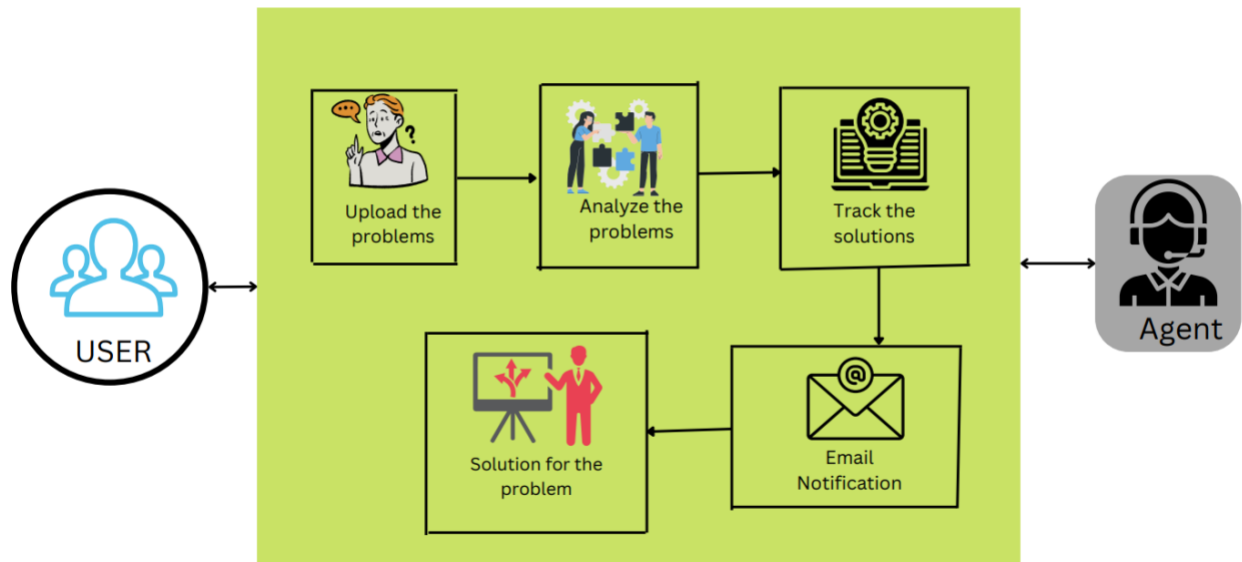 Upload the
problems
Analyze the
problems
Track the
solutions
USER
Agent
Solution for the
problem
Email
Notification
@
?